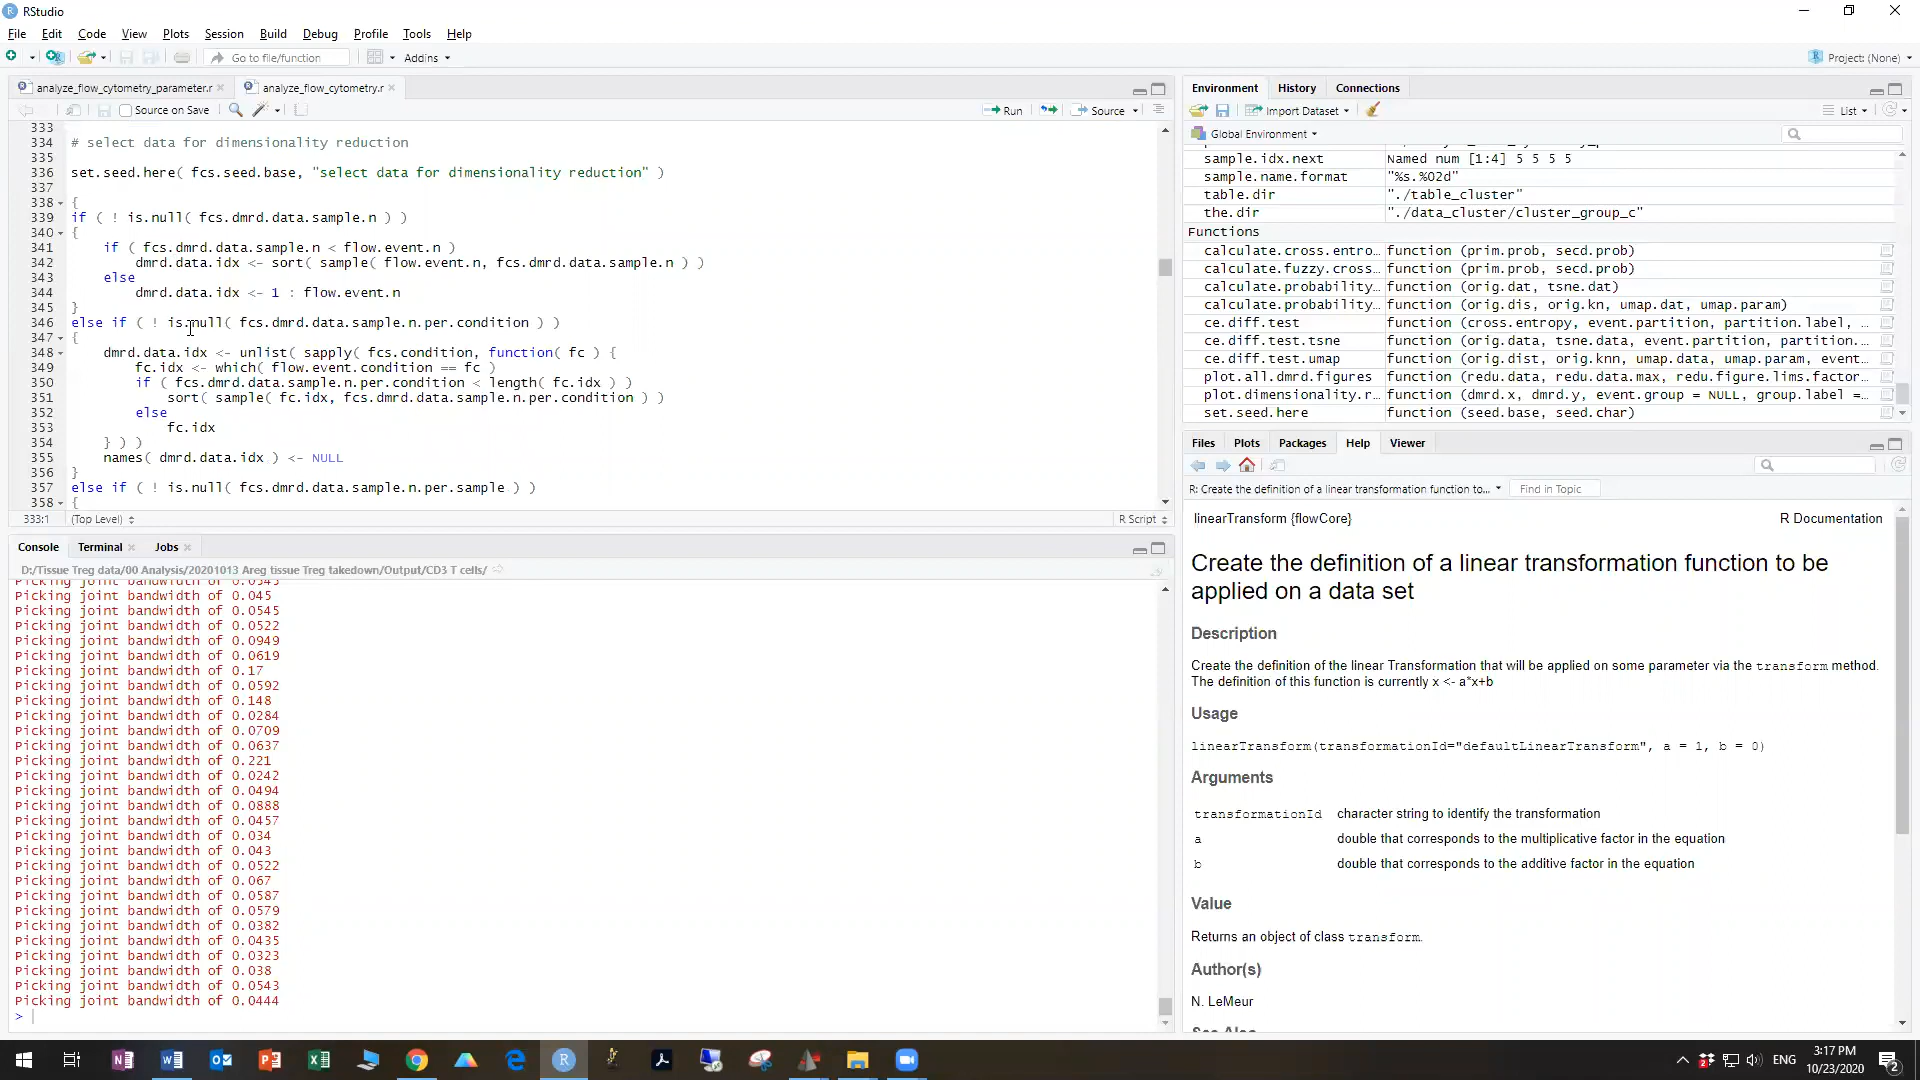 RStudio
File Edit Code View Plots Session Build Debug Profile Tools Help
Go to file/function Addins Project: (None)
analyze_flow_cytometry_parameter.r analyze_flow_cytometry.r
Source on Save Run Source
333
334 # select data for dimensionality reduction
335
336 set.seed.here( fcs.seed.base, "select data for dimensionality reduction" )
337
338 {
339 if ( ! is.null( fcs.dmrd.data.sample.n ) )
340 {
341 if ( fcs.dmrd.data.sample.n < flow.event.n )
342 dmrd.data.idx <- sort( sample( flow.event.n, fcs.dmrd.data.sample.n ) )
343 else
344 dmrd.data.idx <- 1 : flow.event.n
345 }
346 else if ( ! is.null( fcs.dmrd.data.sample.n.per.condition ) )
347 {
348 dmrd.data.idx <- unlist( sapply( fcs.condition, function( fc ) {
349 fc.idx <- which( flow.event.condition == fc )
350 if ( fcs.dmrd.data.sample.n.per.condition < length( fc.idx ) )
351 sort( sample( fc.idx, fcs.dmrd.data.sample.n.per.condition ) )
352 else
353 fc.idx
354 } ) )
355 names( dmrd.data.idx ) <- NULL
356 }
357 else if ( ! is.null( fcs.dmrd.data.sample.n.per.sample ) )
358 {
333:1 (Top Level) R Script
Console Terminal Jobs
D:/Tissue Treg data/00 Analysis/20201013 Areg tissue Treg takedown/Output/CD3 T cells/
Picking joint bandwidth of 0.0545
Picking joint bandwidth of 0.045
Picking joint bandwidth of 0.0545
Picking joint bandwidth of 0.0522
Picking joint bandwidth of 0.0949
Picking joint bandwidth of 0.0619
Picking joint bandwidth of 0.17
Picking joint bandwidth of 0.0592
Picking joint bandwidth of 0.148
Picking joint bandwidth of 0.0284
Picking joint bandwidth of 0.0709
Picking joint bandwidth of 0.0637
Picking joint bandwidth of 0.221
Picking joint bandwidth of 0.0242
Picking joint bandwidth of 0.0494
Picking joint bandwidth of 0.0888
Picking joint bandwidth of 0.0457
Picking joint bandwidth of 0.034
Picking joint bandwidth of 0.043
Picking joint bandwidth of 0.0522
Picking joint bandwidth of 0.067
Picking joint bandwidth of 0.0587
Picking joint bandwidth of 0.0579
Picking joint bandwidth of 0.0382
Picking joint bandwidth of 0.0435
Picking joint bandwidth of 0.0323
Picking joint bandwidth of 0.038
Picking joint bandwidth of 0.0543
Picking joint bandwidth of 0.0444
>
Environment History Connections
Import Dataset List
Global Environment
sample.idx.next Named num [1:4] 5 5 5 5
sample.name.format "%s.%02d"
table.dir "./table_cluster"
the.dir "./data_cluster/cluster_group_c"
Functions
calculate.cross.entro… function (prim.prob, secd.prob)
calculate.fuzzy.cross… function (prim.prob, secd.prob)
calculate.probability… function (orig.dat, tsne.dat)
calculate.probability… function (orig.dis, orig.kn, umap.dat, umap.param)
ce.diff.test function (cross.entropy, event.partition, partition.label, …
ce.diff.test.tsne function (orig.data, tsne.data, event.partition, partition.…
ce.diff.test.umap function (orig.dist, orig.knn, umap.data, umap.param, event…
plot.all.dmrd.figures function (redu.data, redu.data.max, redu.figure.lims.factor…
plot.dimensionality.r… function (dmrd.x, dmrd.y, event.group = NULL, group.label =…
set.seed.here function (seed.base, seed.char)
Files Plots Packages Help Viewer
R: Create the definition of a linear transformation function to... Find in Topic
linearTransform {flowCore} R Documentation
Create the definition of a linear transformation function to be
applied on a data set
Description
Create the definition of the linear Transformation that will be applied on some parameter via the transform method.
The definition of this function is currently x <- a*x+b
Usage
linearTransform(transformationId="defaultLinearTransform", a = 1, b = 0)
Arguments
transformationId character string to identify the transformation
a double that corresponds to the multiplicative factor in the equation
b double that corresponds to the additive factor in the equation
Value
Returns an object of class transform.
Author(s)
N. LeMeur
See Also
ENG 3:17 PM
10/23/2020